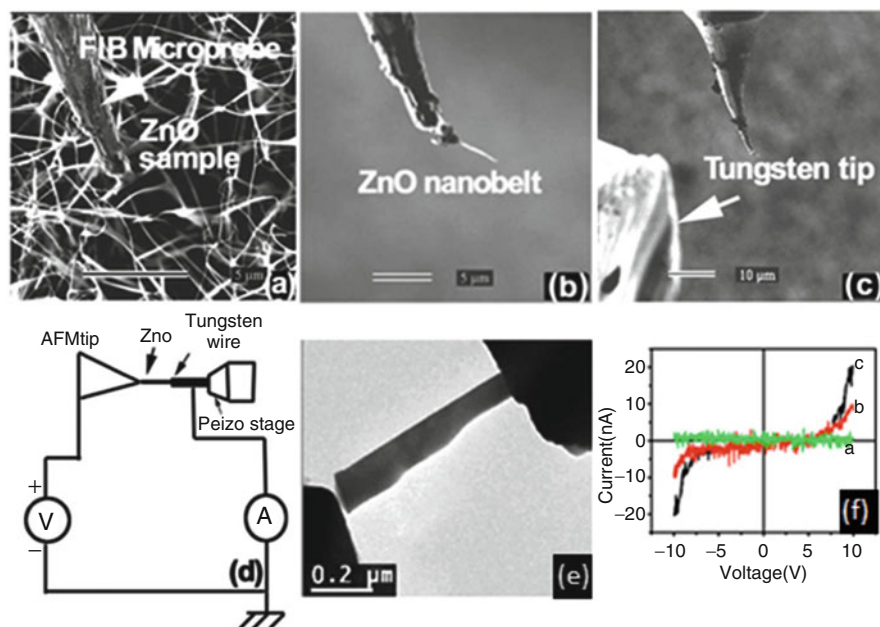 FIB Microprobe
ZnO
sample
5 µm
a)
ZnO nanobelt
5 µm
(b)
Tungsten tip
10 µm
(c)
AFMtip
Zno
Tungsten
wire
Peizo stage
+
V
−
A
(d)
0.2 µm
(e)
Current(nA)
20
10
0
−10
−20
c
b
a
(f)
−10
−5
0
5
10
Voltage(V)